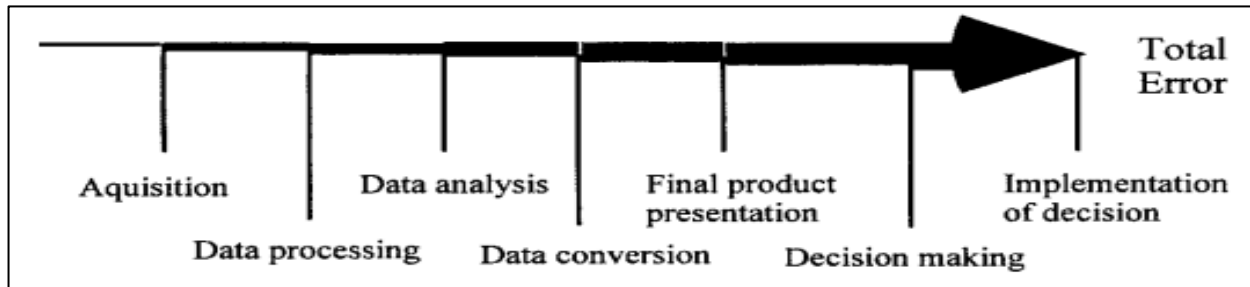 Total
Error
Aquisition
Data processing
Data analysis
Data conversion
Final product
presentation
Decision making
Implementation
of decision